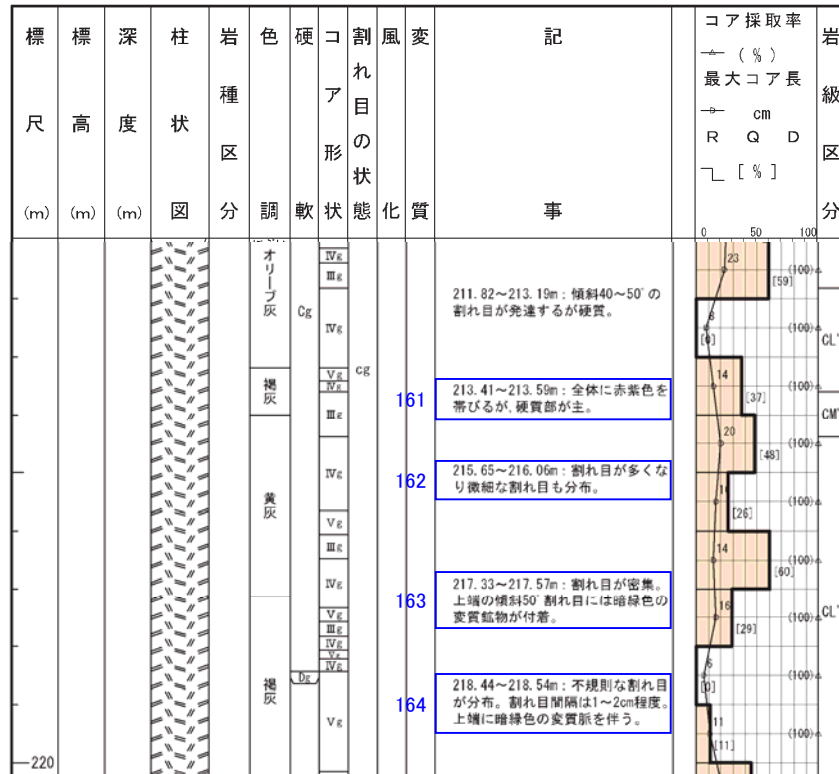 標尺(m)
標高(m)
深度(m)
柱状図
岩種区分
色調
硬軟
コア形状
割れ目の状態
風化
変質
記事
コア採取率
(%)
最大コア長
cm
R Q D
[%]
岩級区分
0 50 100
オリーブ灰
褐灰
黄灰
褐灰
Cg
Dg
Ⅳg
Ⅲg
Ⅳg
Ⅴg
Ⅳg
Ⅲg
Ⅳg
Ⅴg
Ⅲg
Ⅳg
Ⅴg
Ⅲg
Ⅳg
Ⅴg
Ⅳg
Ⅴg
cg
211.82~213.19m:傾斜40~50°の
割れ目が発達するが硬質。
161
213.41~213.59m:全体に赤紫色を
帯びるが,硬質部が主。
162
215.65~216.06m:割れ目が多くな
り微細な割れ目も分布。
163
217.33~217.57m:割れ目が密集。
上端の傾斜50°割れ目には暗緑色の
変質鉱物が付着。
164
218.44~218.54m:不規則な割れ目
が分布。割れ目間隔は1~2cm程度。
上端に暗緑色の変質脈を伴う。
23 (100)
[59]
8 (100)
[0]
14 (100)
[37]
20 (100)
[48]
(100)
[26]
14 (100)
[60]
16 (100)
[29]
6 (100)
[0]
11 (100)
[11]
CL'
CM'
CL'
220